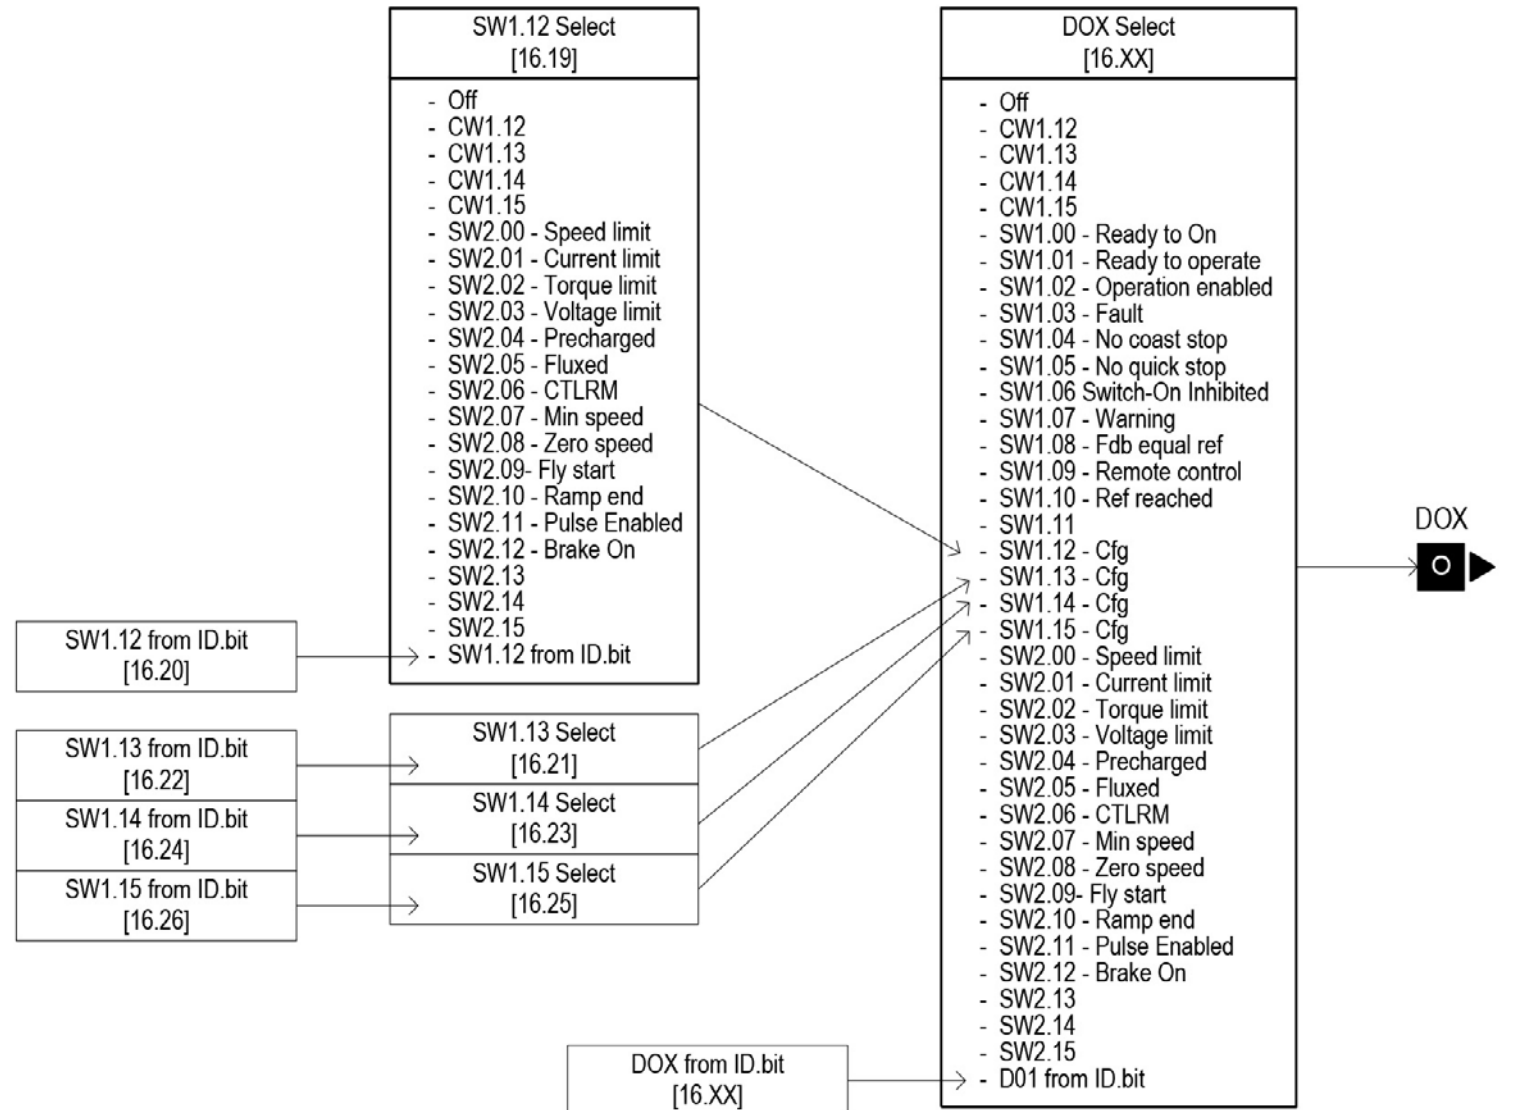 SW1.12 Select
[16.19]
- Off
- CW1.12
- CW1.13
- CW1.14
- CW1.15
- SW2.00 - Speed limit
- SW2.01 - Current limit
- SW2.02 - Torque limit
- SW2.03 - Voltage limit
- SW2.04 - Precharged
- SW2.05 - Fluxed
- SW2.06 - CTLRM
- SW2.07 - Min speed
- SW2.08 - Zero speed
- SW2.09- Fly start
- SW2.10 - Ramp end
- SW2.11 - Pulse Enabled
- SW2.12 - Brake On
- SW2.13
- SW2.14
- SW2.15
- SW1.12 from ID.bit
SW1.12 from ID.bit
[16.20]
SW1.13 from ID.bit
[16.22]
SW1.14 from ID.bit
[16.24]
SW1.15 from ID.bit
[16.26]
SW1.13 Select
[16.21]
SW1.14 Select
[16.23]
SW1.15 Select
[16.25]
DOX from ID.bit
[16.XX]
DOX Select
[16.XX]
- Off
- CW1.12
- CW1.13
- CW1.14
- CW1.15
- SW1.00 - Ready to On
- SW1.01 - Ready to operate
- SW1.02 - Operation enabled
- SW1.03 - Fault
- SW1.04 - No coast stop
- SW1.05 - No quick stop
- SW1.06 Switch-On Inhibited
- SW1.07 - Warning
- SW1.08 - Fdb equal ref
- SW1.09 - Remote control
- SW1.10 - Ref reached
- SW1.11
- SW1.12 - Cfg
- SW1.13 - Cfg
- SW1.14 - Cfg
- SW1.15 - Cfg
- SW2.00 - Speed limit
- SW2.01 - Current limit
- SW2.02 - Torque limit
- SW2.03 - Voltage limit
- SW2.04 - Precharged
- SW2.05 - Fluxed
- SW2.06 - CTLRM
- SW2.07 - Min speed
- SW2.08 - Zero speed
- SW2.09- Fly start
- SW2.10 - Ramp end
- SW2.11 - Pulse Enabled
- SW2.12 - Brake On
- SW2.13
- SW2.14
- SW2.15
- D01 from ID.bit
DOX
O